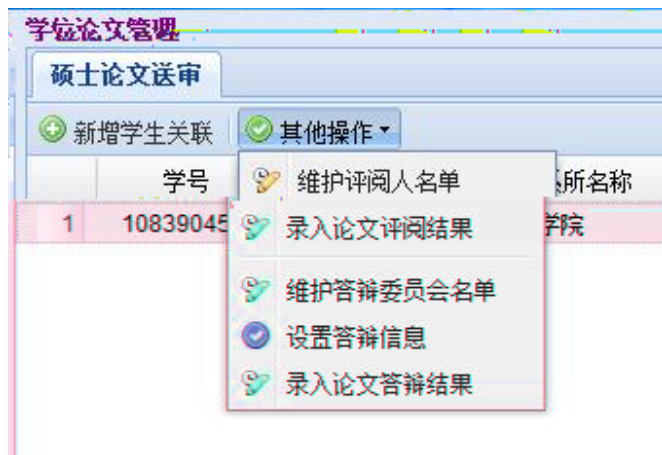 学位论文管理
硕士论文送审
新增学生关联 其他操作
学号 所名称
1 10839045 学院
维护评阅人名单
录入论文评阅结果
维护答辩委员会名单
设置答辩信息
录入论文答辩结果